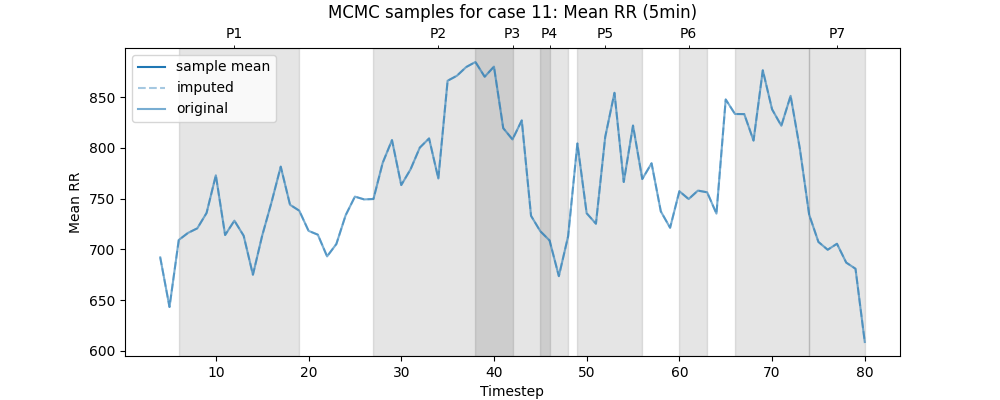 MCMC samples for case 11: Mean RR (5min)
P1 P2 P3 P4 P5 P6 P7
sample mean
imputed
original
Mean RR
850
800
750
700
650
600
10 20 30 40 50 60 70 80
Timestep